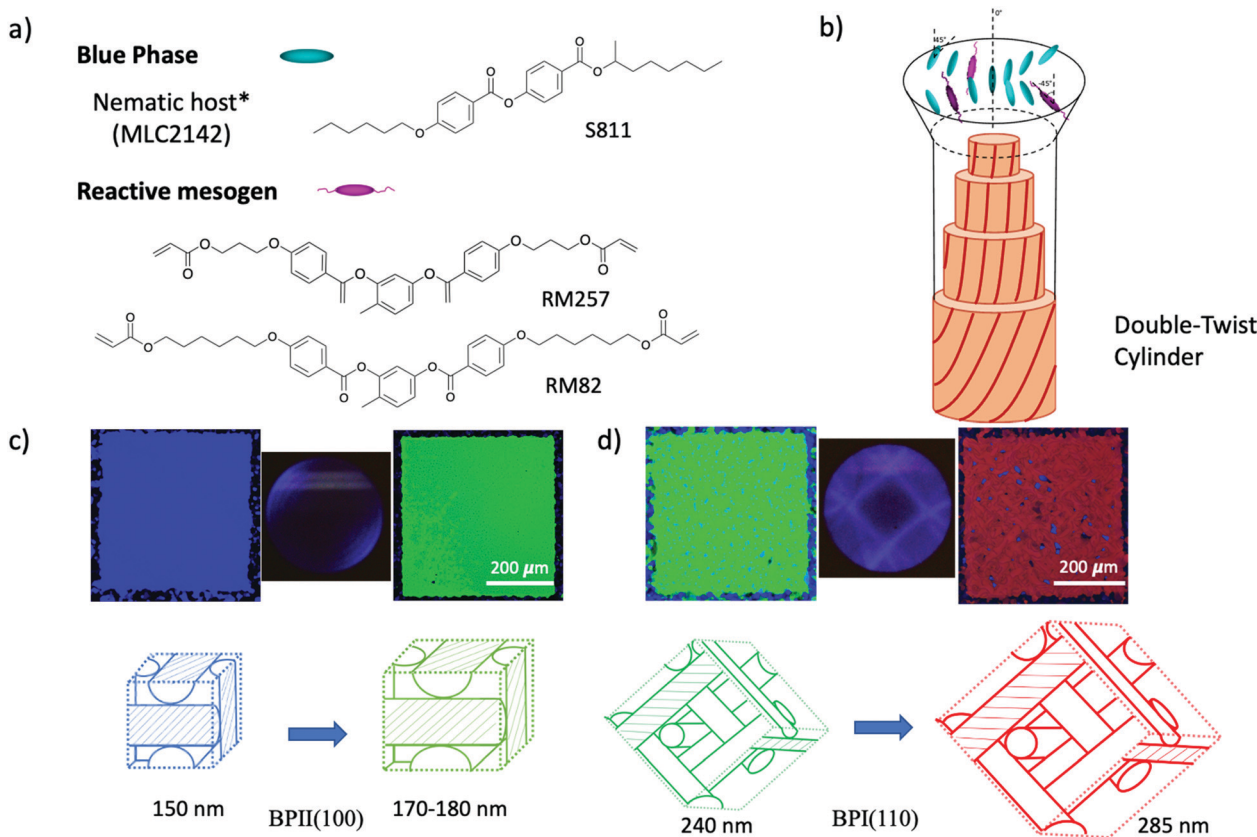 a)
Blue Phase
Nematic host*
(MLC2142)
O
O
O
O
O
S811
Reactive mesogen
O
O
O
O
O
O
O
O
RM257
O
O
O
O
O
O
O
O
O
O
RM82
b)
0°
45°
-45°
Double-Twist
Cylinder
c)
200 µm
150 nm
BPII(100)
170-180 nm
d)
200 µm
240 nm
BPI(110)
285 nm